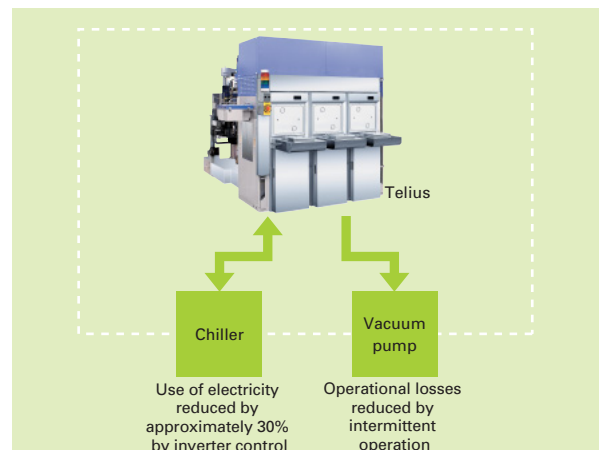 Telius
Chiller
Vacuum
pump
Use of electricity
reduced by
approximately 30%
by inverter control
Operational losses
reduced by
intermittent
operation